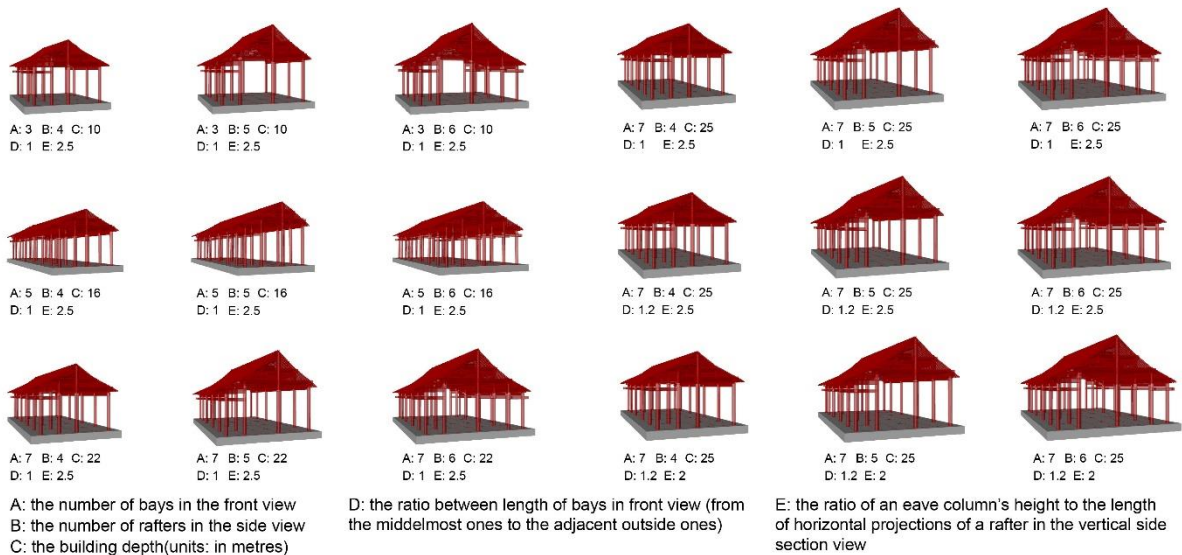 A: 3 B: 4 C: 10
D: 1 E: 2.5
A: 3 B: 5 C: 10
D: 1 E: 2.5
A: 3 B: 6 C: 10
D: 1 E: 2.5
A: 7 B: 4 C: 25
D: 1 E: 2.5
A: 7 B: 5 C: 25
D: 1 E: 2.5
A: 7 B: 6 C: 25
D: 1 E: 2.5
A: 5 B: 4 C: 16
D: 1 E: 2.5
A: 5 B: 5 C: 16
D: 1 E: 2.5
A: 5 B: 6 C: 16
D: 1 E: 2.5
A: 7 B: 4 C: 25
D: 1.2 E: 2.5
A: 7 B: 5 C: 25
D: 1.2 E: 2.5
A: 7 B: 6 C: 25
D: 1.2 E: 2.5
A: 7 B: 4 C: 22
D: 1 E: 2.5
A: 7 B: 5 C: 22
D: 1 E: 2.5
A: 7 B: 6 C: 22
D: 1 E: 2.5
A: 7 B: 4 C: 25
D: 1.2 E: 2
A: 7 B: 5 C: 25
D: 1.2 E: 2
A: 7 B: 6 C: 25
D: 1.2 E: 2
A: the number of bays in the front view
B: the number of rafters in the side view
C: the building depth(units: in metres)
D: the ratio between length of bays in front view (from
the middelmost ones to the adjacent outside ones)
E: the ratio of an eave column's height to the length
of horizontal projections of a rafter in the vertical side
section view